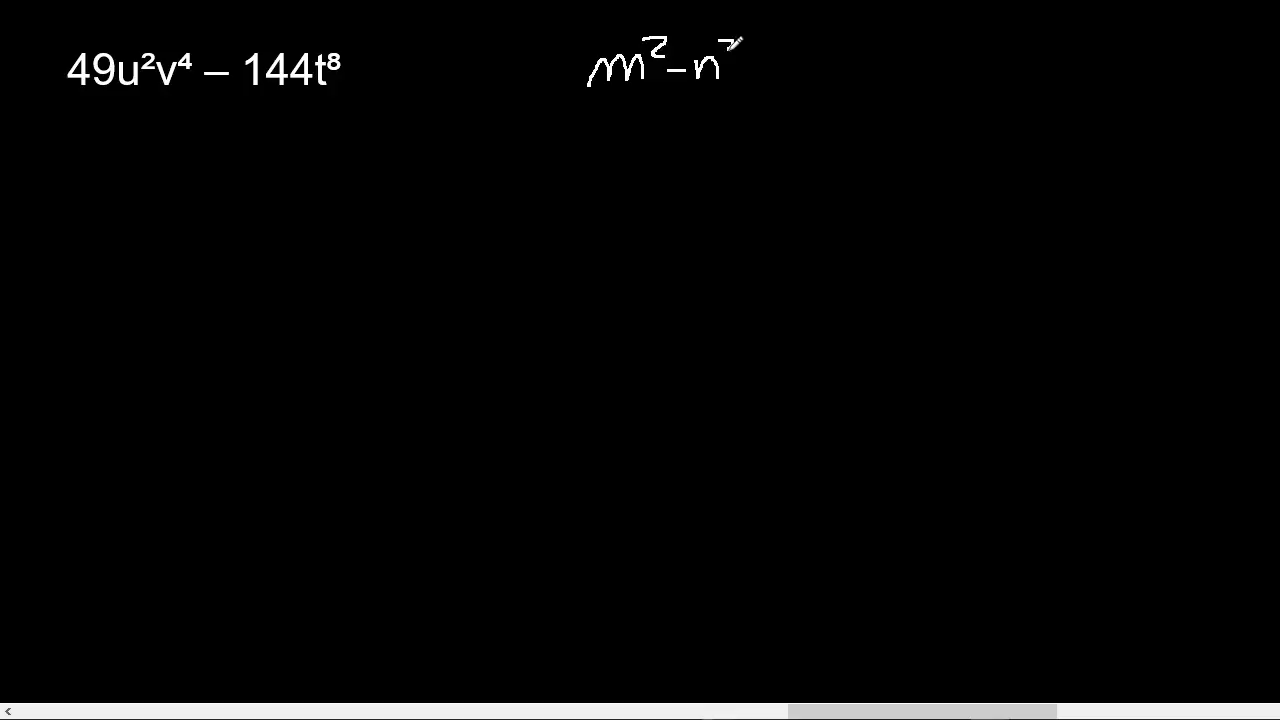 49u²v⁴ – 144t⁸
m² – n²